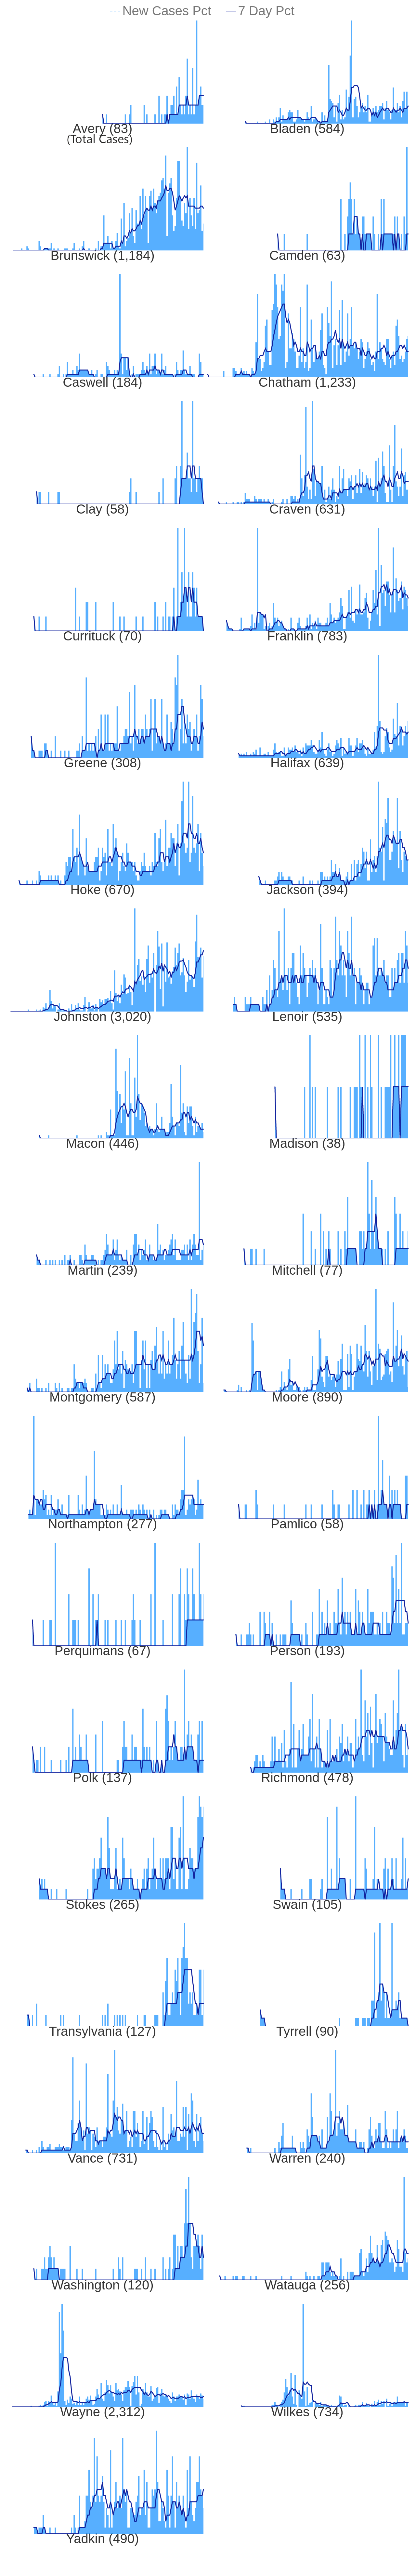 New Cases Pct 7 Day Pct
Avery (83) Bladen (584)
(Total Cases)
Brunswick (1,184) Camden (63)
Caswell (184) Chatham (1,233)
Clay (58) Craven (631)
Currituck (70) Franklin (783)
Greene (308) Halifax (639)
Hoke (670) Jackson (394)
Johnston (3,020) Lenoir (535)
Macon (446) Madison (38)
Martin (239) Mitchell (77)
Montgomery (587) Moore (890)
Northampton (277) Pamlico (58)
Perquimans (67) Person (193)
Polk (137) Richmond (478)
Stokes (265) Swain (105)
Transylvania (127) Tyrrell (90)
Vance (731) Warren (240)
Washington (120) Watauga (256)
Wayne (2,312) Wilkes (734)
Yadkin (490)